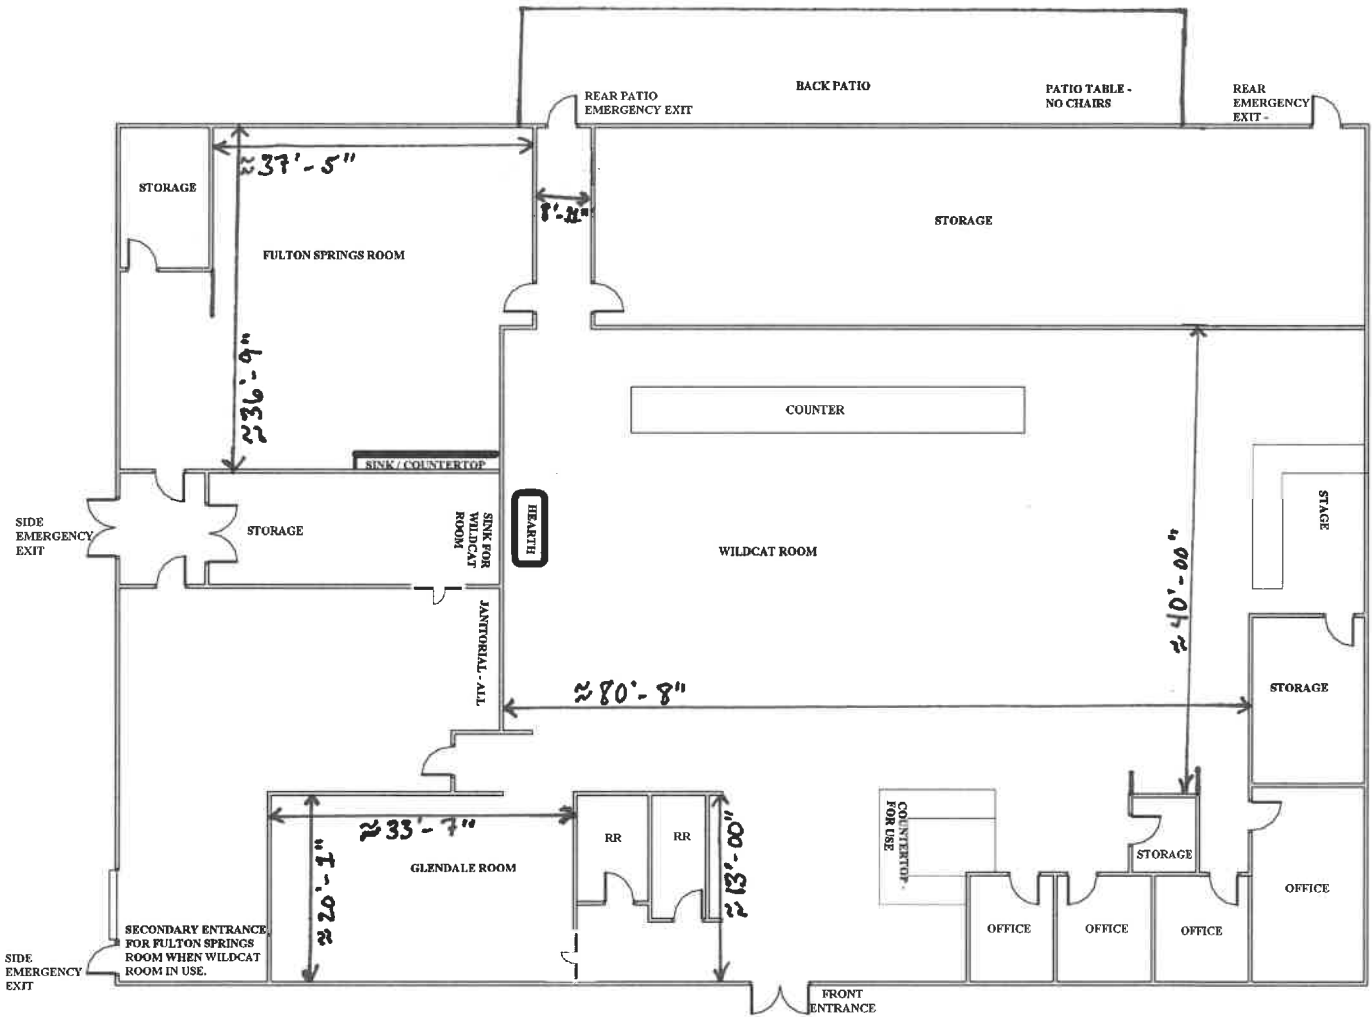 BACK PATIO
PATIO TABLE -
NO CHAIRS
REAR PATIO
EMERGENCY EXIT
REAR
EMERGENCY
EXIT -
≈37'-5"
STORAGE
8'-11"
STORAGE
FULTON SPRINGS ROOM
≈36'-9"
COUNTER
SINK / COUNTERTOP
SIDE
EMERGENCY
EXIT
STORAGE
SINK FOR
WILDCAT
ROOM
HEARTH
WILDCAT ROOM
STAGE
≈40'-00"
JANITORIAL - ALL
≈80'-8"
STORAGE
≈33'-7"
GLENDALE ROOM
≈20'-1"
RR
RR
≈13'-00"
COUNTERTOP -
FOR USE
STORAGE
OFFICE
OFFICE
OFFICE
OFFICE
SECONDARY ENTRANCE
FOR FULTON SPRINGS
ROOM WHEN WILDCAT
ROOM IN USE.
SIDE
EMERGENCY
EXIT
FRONT
ENTRANCE